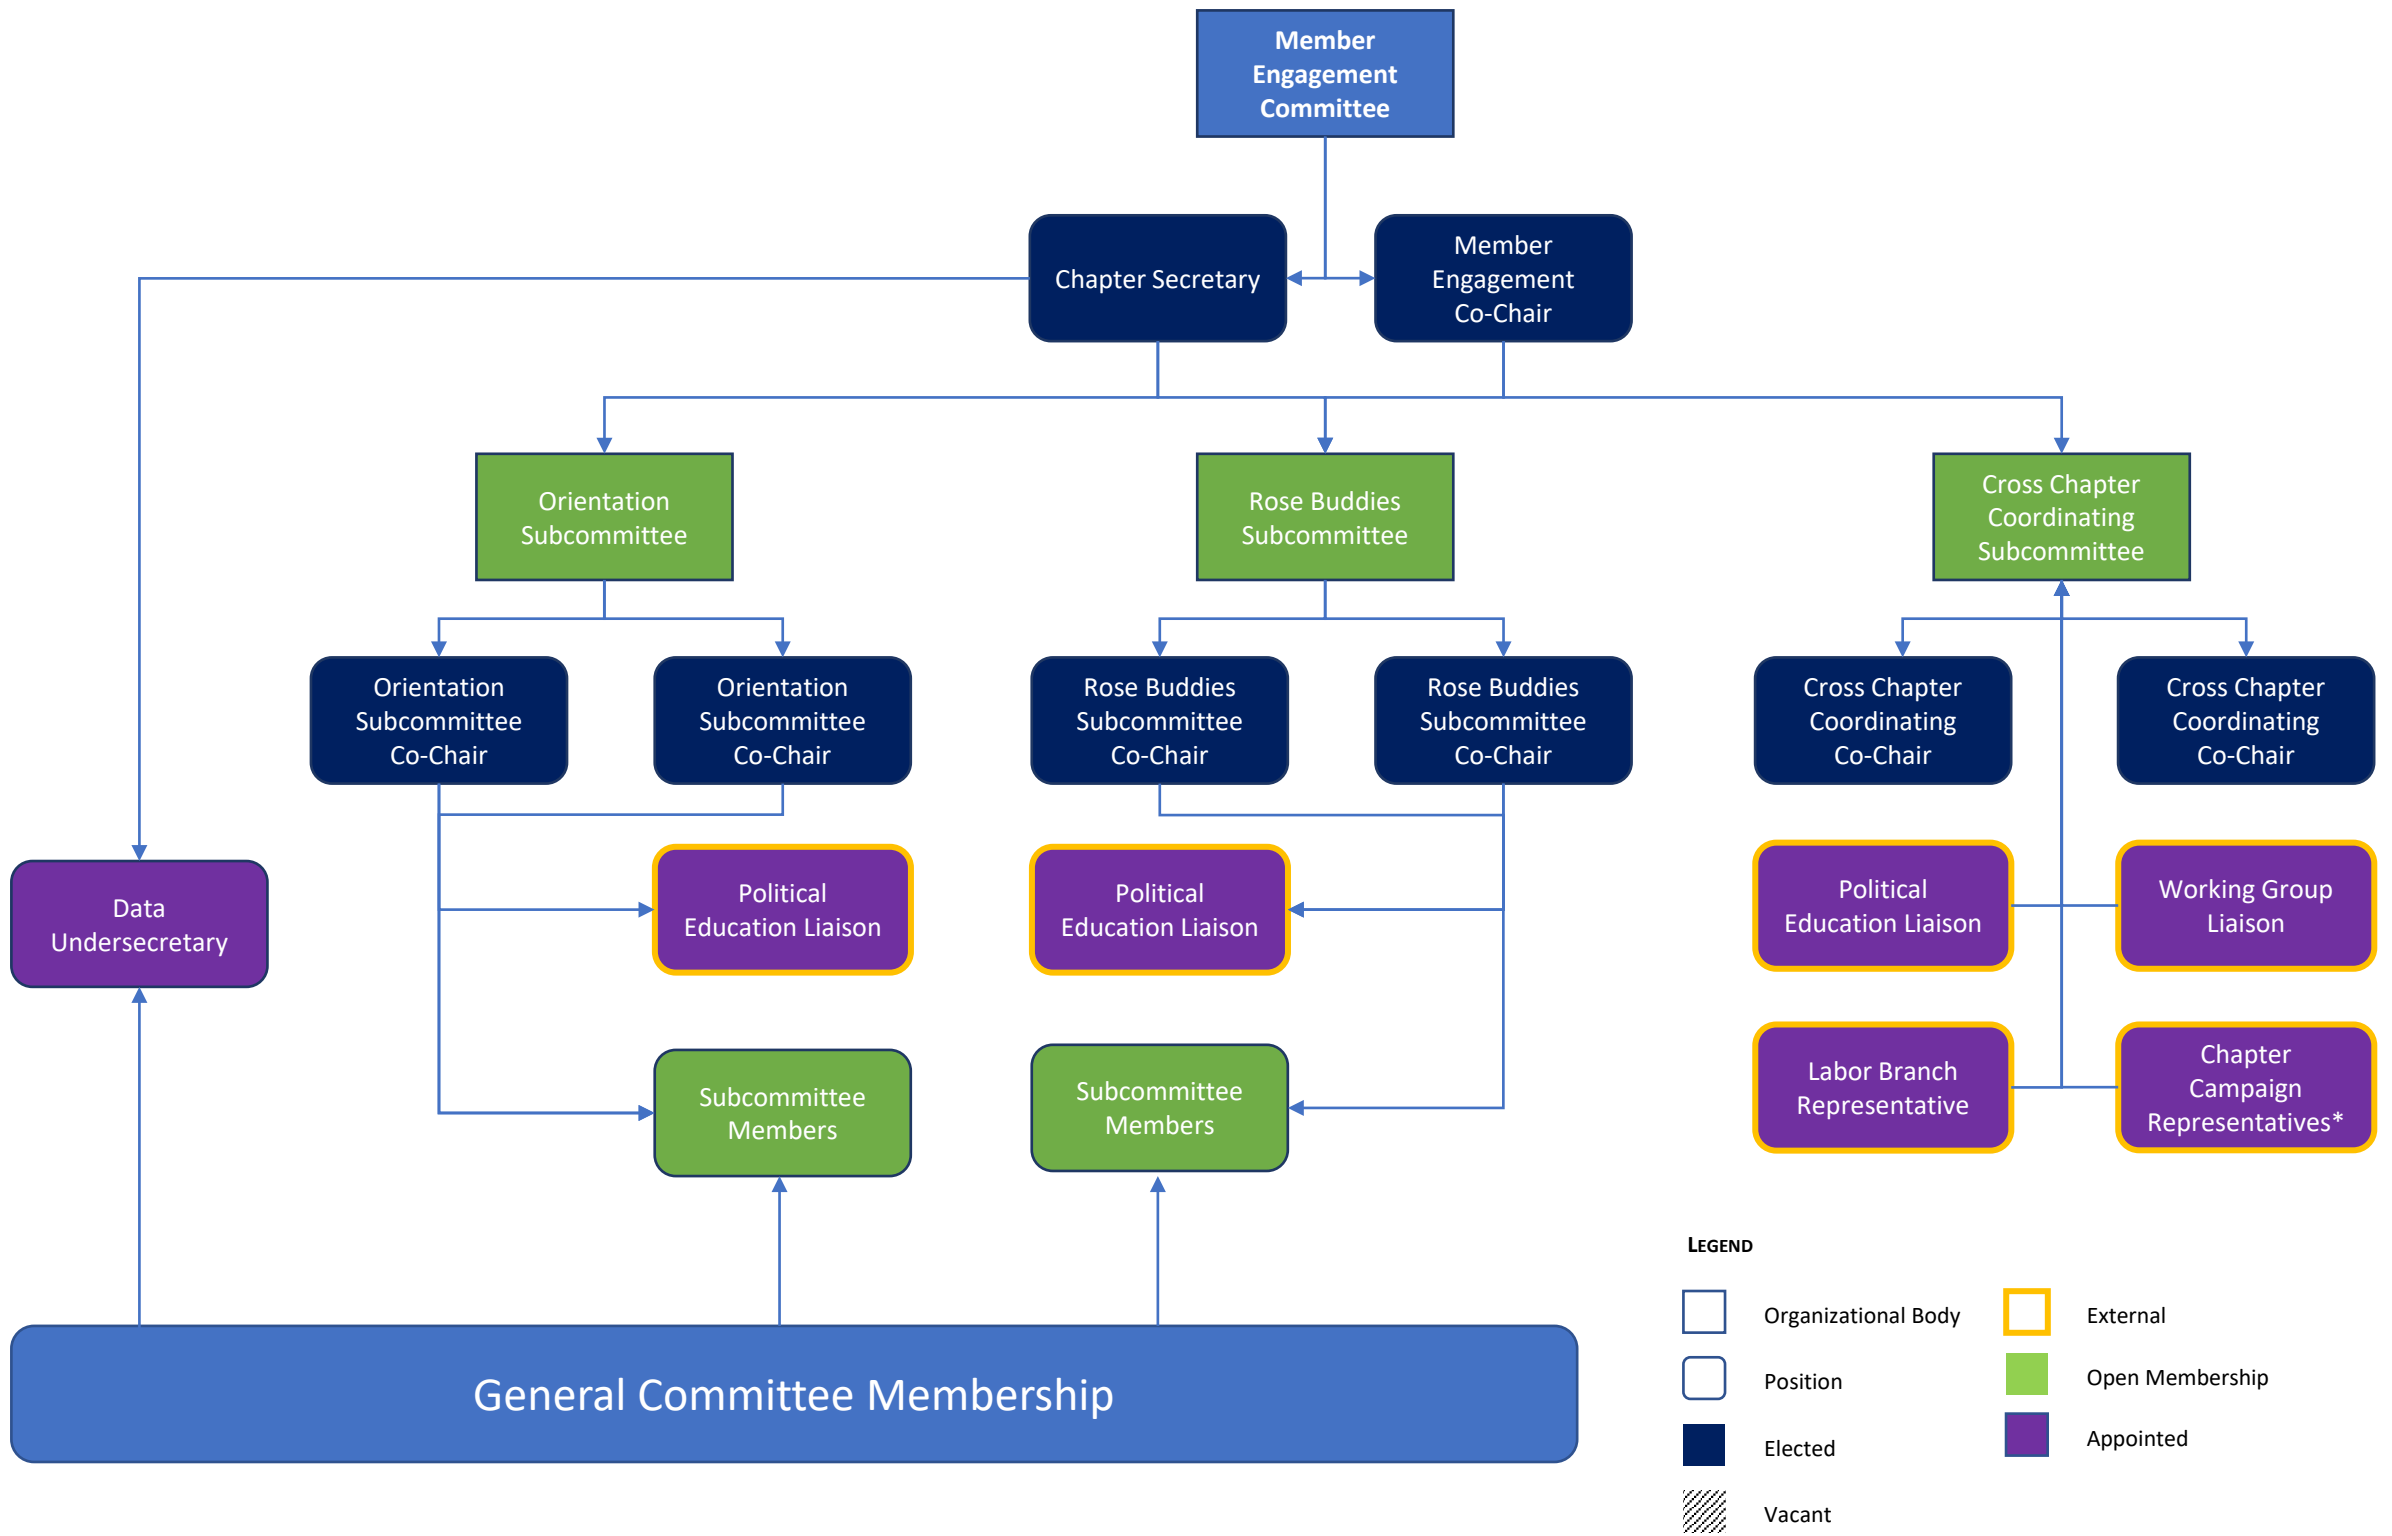 Member
Engagement
Committee
Chapter Secretary
Member
Engagement
Co-Chair
Orientation
Subcommittee
Rose Buddies
Subcommittee
Cross Chapter
Coordinating
Subcommittee
Orientation
Subcommittee
Co-Chair
Orientation
Subcommittee
Co-Chair
Rose Buddies
Subcommittee
Co-Chair
Rose Buddies
Subcommittee
Co-Chair
Cross Chapter
Coordinating
Co-Chair
Cross Chapter
Coordinating
Co-Chair
Data
Undersecretary
Political
Education Liaison
Political
Education Liaison
Political
Education Liaison
Working Group
Liaison
Subcommittee
Members
Subcommittee
Members
Labor Branch
Representative
Chapter
Campaign
Representatives*
General Committee Membership
LEGEND
Organizational Body
External
Position
Open Membership
Elected
Appointed
Vacant